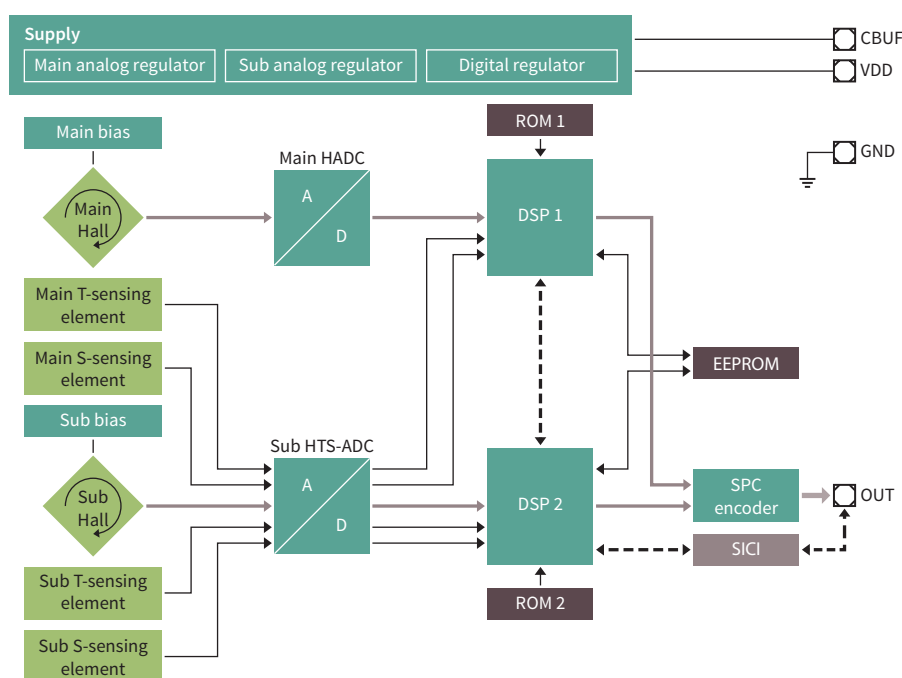 Supply
Main analog regulator
Sub analog regulator
Digital regulator
CBUF
VDD
GND
Main bias
ROM 1
Main HADC
Main
Hall
A
D
DSP 1
Main T-sensing
element
Main S-sensing
element
EEPROM
Sub bias
Sub HTS-ADC
Sub
Hall
A
D
DSP 2
SPC
encoder
OUT
SICI
Sub T-sensing
element
ROM 2
Sub S-sensing
element